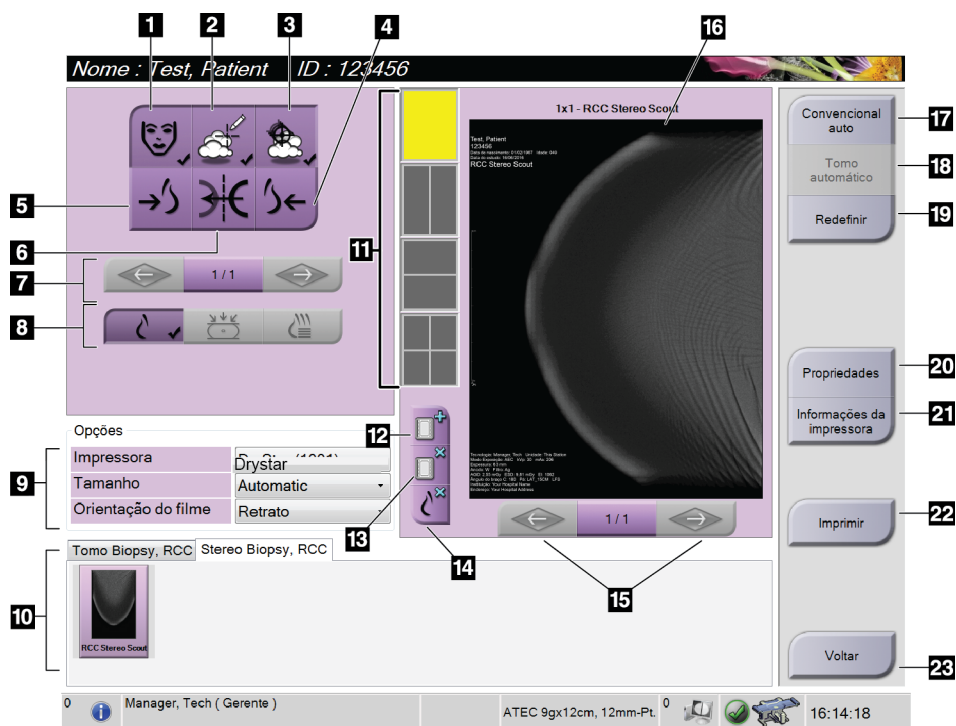 1
2
3
4
16
Nome : Test, Patient ID : 123456
1x1 - RCC Stereo Scout
Test, Patient
123456
RCC Stereo Scout
Convencional auto
17
Tomo automático
18
Redefinir
19
5
6
11
7
1 / 1
8
Propriedades
20
Informações da impressora
21
Opções
Impressora
Drystar
Tamanho
Automatic
Orientação do filme
Retrato
9
12
13
14
1 / 1
15
Imprimir
22
Tomo Biopsy, RCC
Stereo Biopsy, RCC
10
RCC Stereo Scout
Voltar
23
0
Manager, Tech ( Gerente )
ATEC 9gx12cm, 12mm-Pt.
0
16:14:18